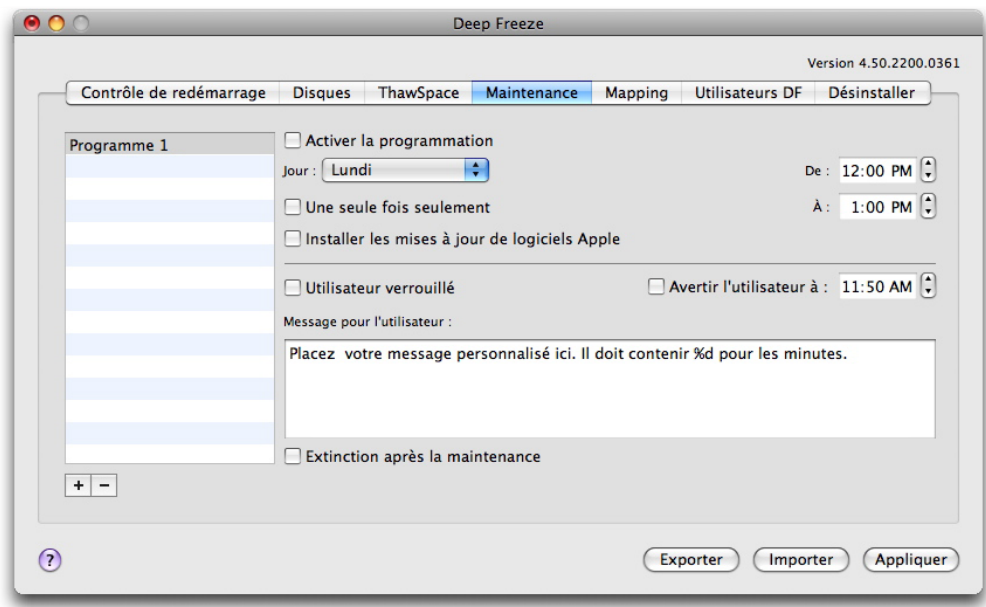 Deep Freeze
Version 4.50.2200.0361
Contrôle de redémarrage Disques ThawSpace Maintenance Mapping Utilisateurs DF Désinstaller
Programme 1
Activer la programmation
Jour : Lundi
De : 12:00 PM
Une seule fois seulement
À : 1:00 PM
Installer les mises à jour de logiciels Apple
Utilisateur verrouillé
Avertir l'utilisateur à : 11:50 AM
Message pour l'utilisateur :
Placez votre message personnalisé ici. Il doit contenir %d pour les minutes.
Extinction après la maintenance
+ −
? Exporter Importer Appliquer